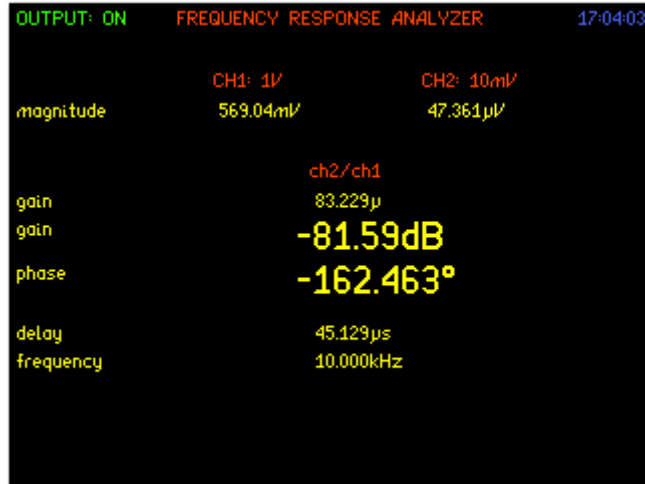 OUTPUT: ON FREQUENCY RESPONSE ANALYZER 17:04:03
CH1: 1V CH2: 10mV
magnitude 569.04mV 47.361µV
ch2/ch1
gain 83.229µ
gain -81.59dB
phase -162.463°
delay 45.129µs
frequency 10.000kHz